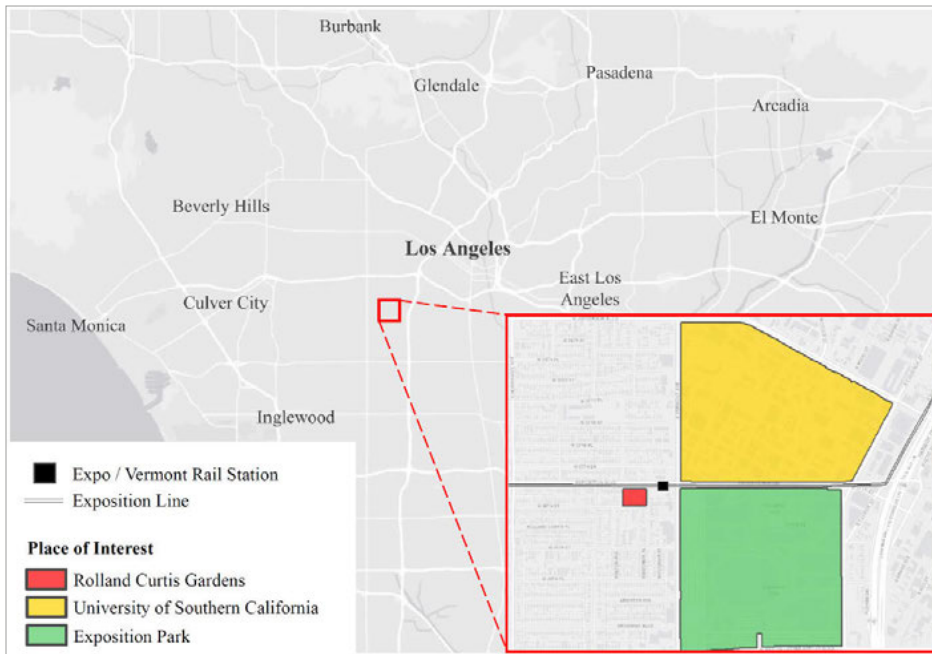 Burbank
Glendale
Pasadena
Arcadia
Beverly Hills
El Monte
Los Angeles
East Los
Angeles
Culver City
Santa Monica
Inglewood
Expo / Vermont Rail Station
Exposition Line
Place of Interest
Rolland Curtis Gardens
University of Southern California
Exposition Park